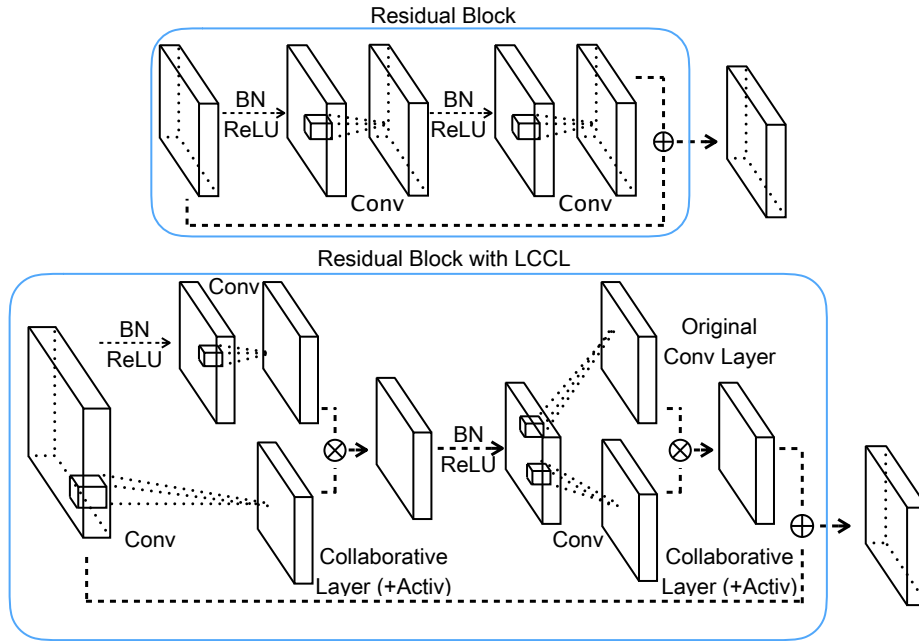 Residual Block
BN
ReLU
Conv
BN
ReLU
Conv
Residual Block with LCCL
Conv
BN
ReLU
Original
Conv Layer
BN
ReLU
Conv
Collaborative
Layer (+Activ)
Conv
Collaborative
Layer (+Activ)